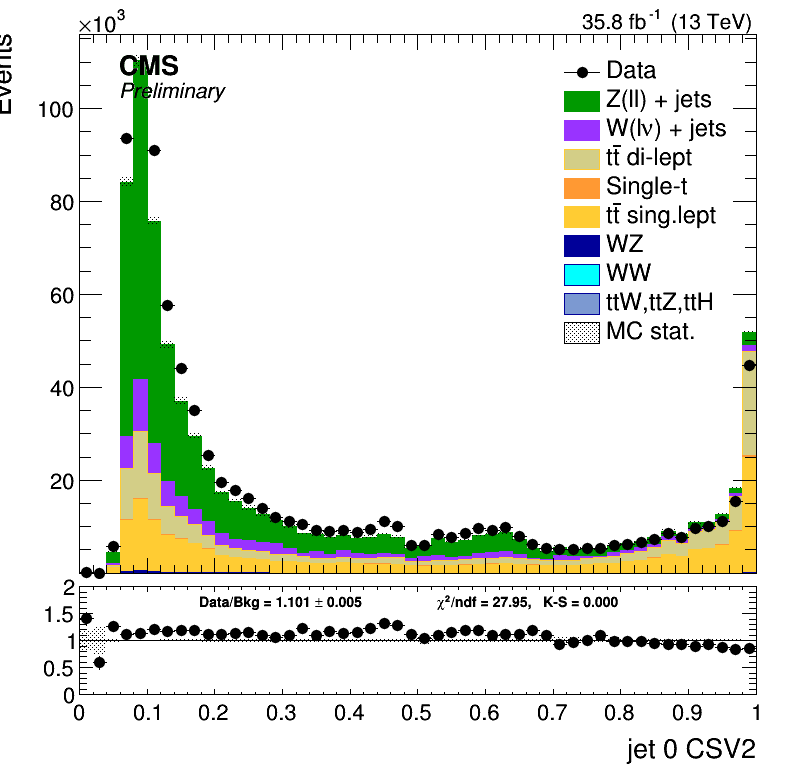 ×10³
35.8 fb⁻¹ (13 TeV)
Events
CMS
Preliminary
Data
Z(ll) + jets
W(lν) + jets
tt̄ di-lept
Single-t
tt̄ sing.lept
WZ
WW
ttW,ttZ,ttH
MC stat.
100
80
60
40
20
Data/Bkg = 1.101 ± 0.005
χ²/ndf = 27.95, K-S = 0.000
2
1.5
1
0.5
0
0 0.1 0.2 0.3 0.4 0.5 0.6 0.7 0.8 0.9 1
jet 0 CSV2